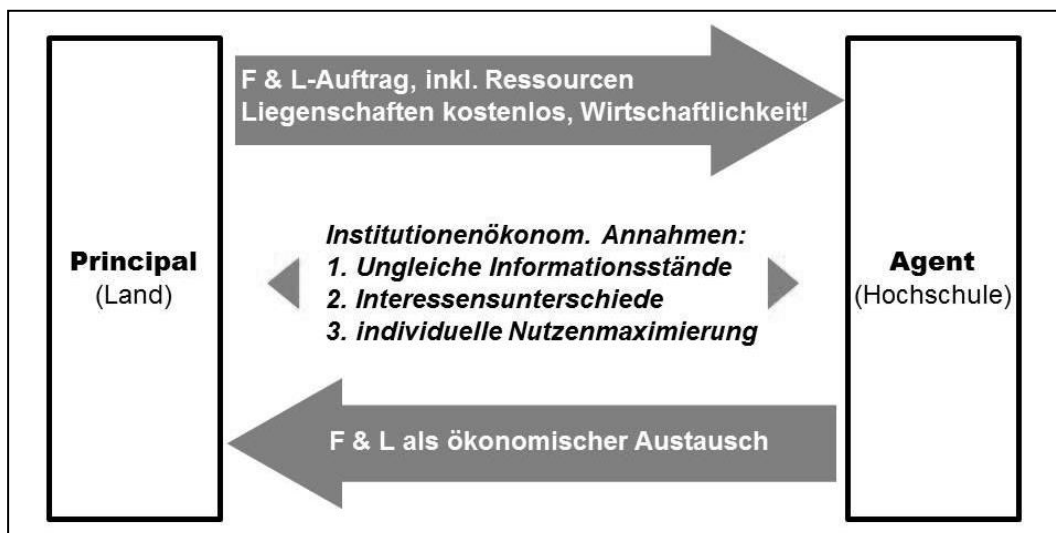 F & L-Auftrag, inkl. Ressourcen
Liegenschaften kostenlos, Wirtschaftlichkeit!
Principal
(Land)
Institutionenökonom. Annahmen:
1. Ungleiche Informationsstände
2. Interessensunterschiede
3. individuelle Nutzenmaximierung
Agent
(Hochschule)
F & L als ökonomischer Austausch